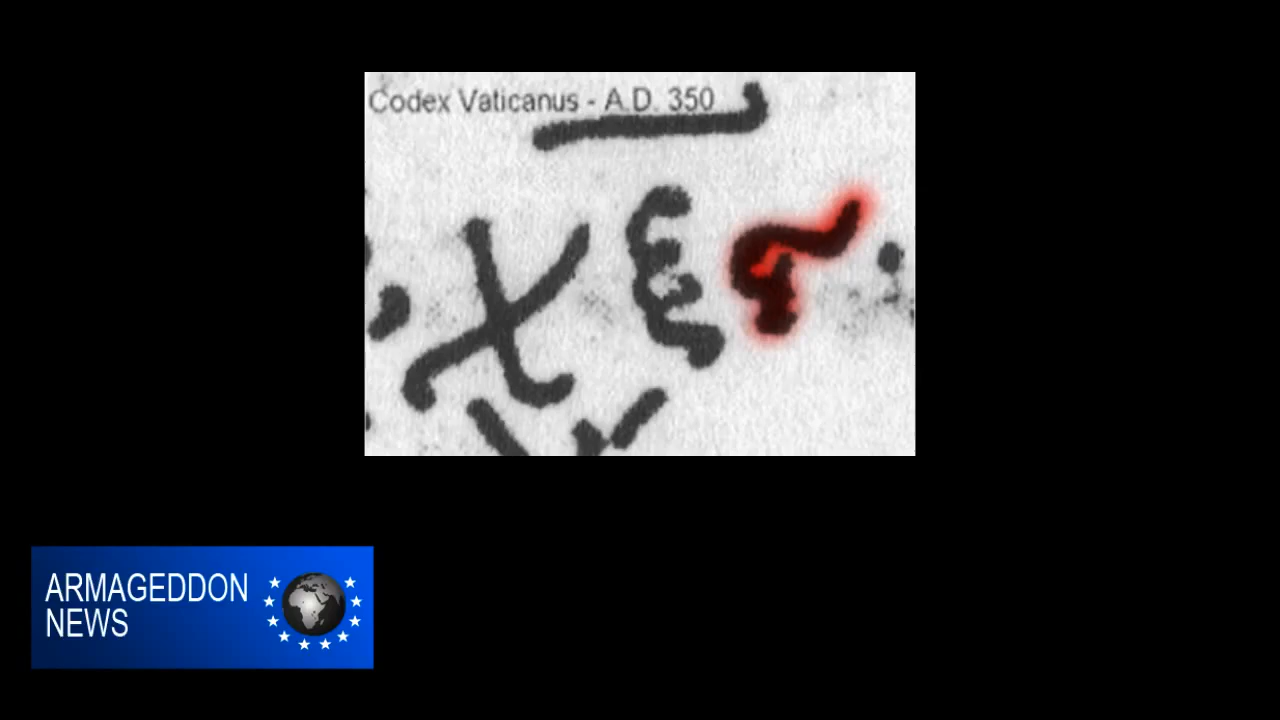 Codex Vaticanus - A.D. 350
χξϛ
ARMAGEDDON
NEWS